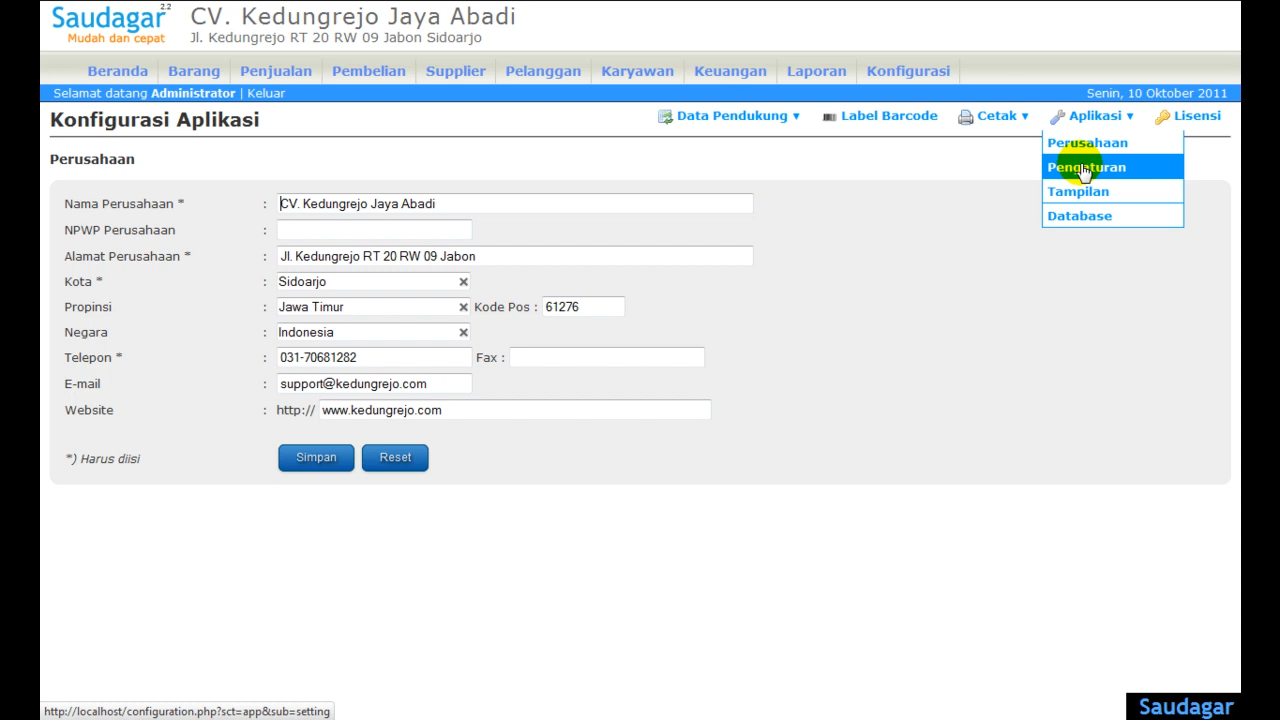 Saudagar 2.2
Mudah dan cepat
CV. Kedungrejo Jaya Abadi
Jl. Kedungrejo RT 20 RW 09 Jabon Sidoarjo
Beranda Barang Penjualan Pembelian Supplier Pelanggan Karyawan Keuangan Laporan Konfigurasi
Selamat datang Administrator | Keluar Senin, 10 Oktober 2011
Konfigurasi Aplikasi Data Pendukung ▼ Label Barcode Cetak ▼ Aplikasi ▼ Lisensi
Perusahaan
Pengaturan
Tampilan
Database
Perusahaan
Nama Perusahaan * : CV. Kedungrejo Jaya Abadi
NPWP Perusahaan :
Alamat Perusahaan * : Jl. Kedungrejo RT 20 RW 09 Jabon
Kota * : Sidoarjo
Propinsi : Jawa Timur Kode Pos : 61276
Negara : Indonesia
Telepon * : 031-70681282 Fax :
E-mail : support@kedungrejo.com
Website : http:// www.kedungrejo.com
*) Harus diisi Simpan Reset
http://localhost/configuration.php?sct=app&sub=setting
Saudagar